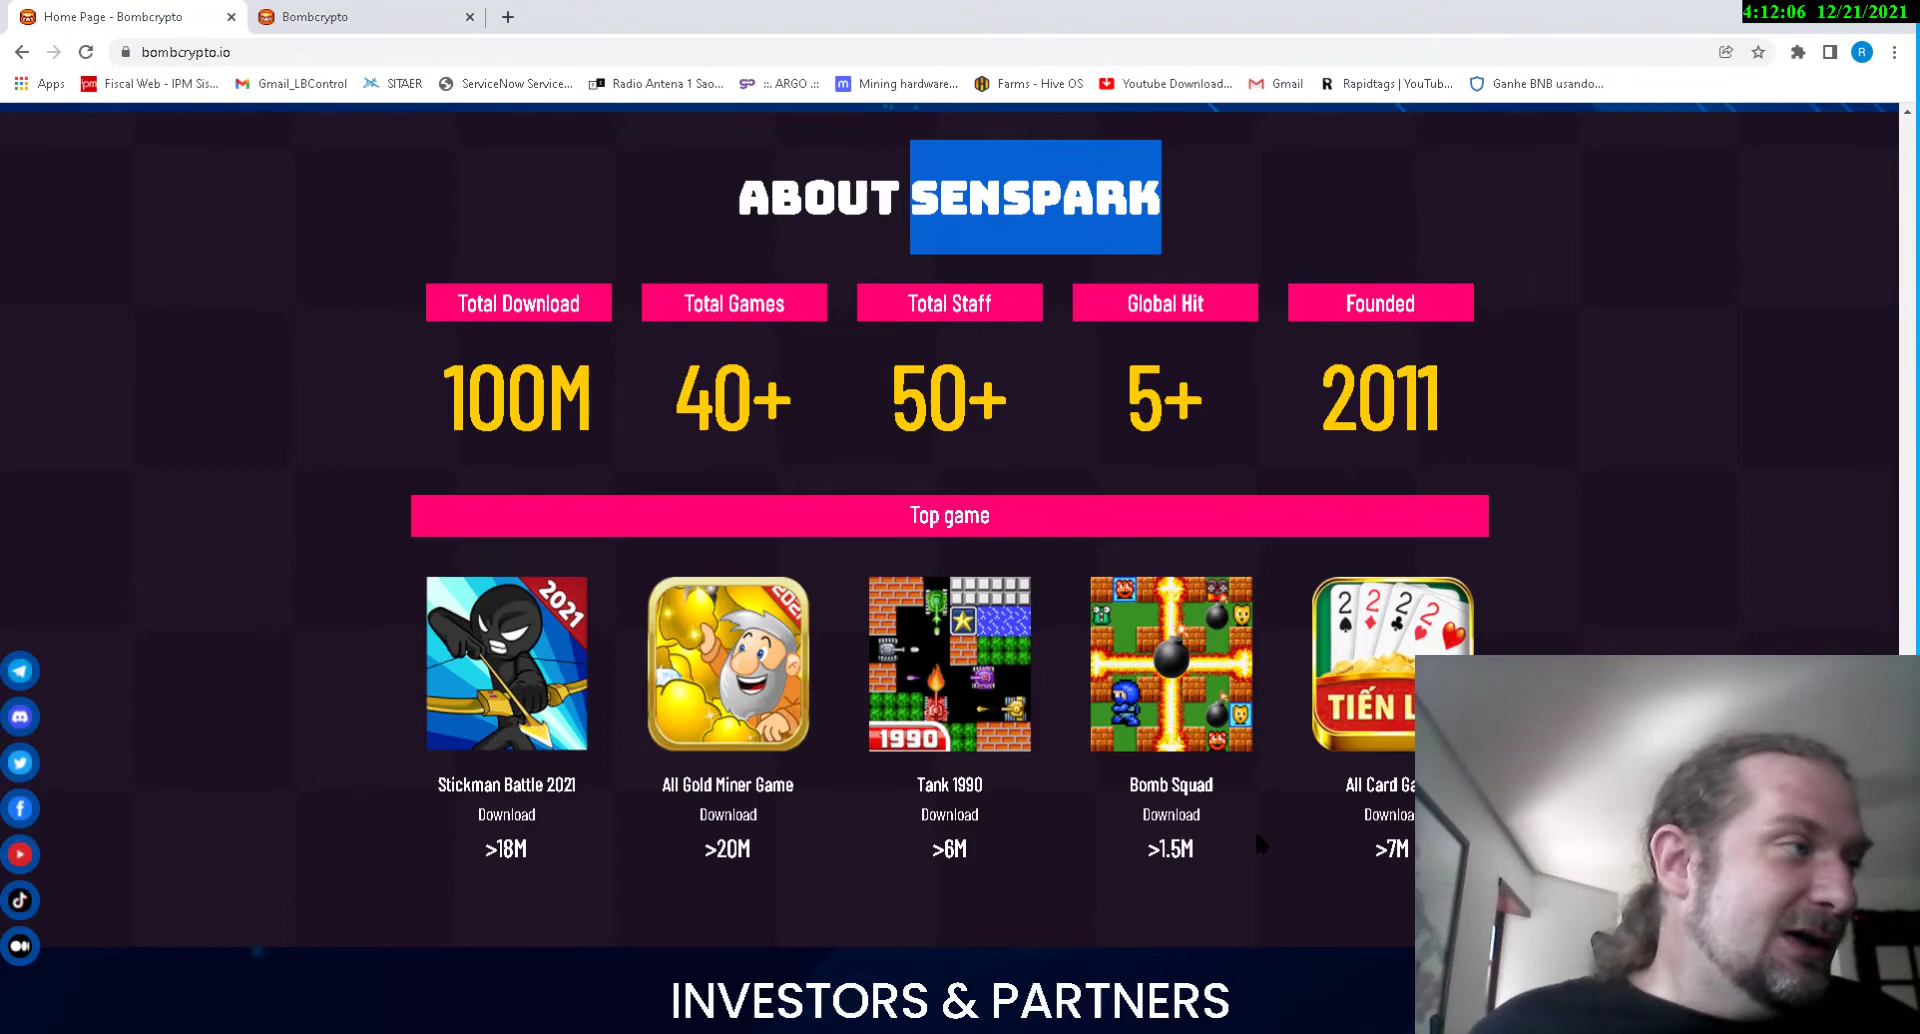 4:12:06 12/21/2021
Home Page - Bombcrypto
Bombcrypto
bombcrypto.io
R
Apps
Fiscal Web - IPM Sis...
Gmail_LBControl
SITAER
ServiceNow Service...
Radio Antena 1 Sao...
::. ARGO .::
Mining hardware...
Farms - Hive OS
Youtube Download...
Gmail
Rapidtags | YouTub...
Ganhe BNB usando...
ABOUT SENSPARK
Total Download
Total Games
Total Staff
Global Hit
Founded
100M
40+
50+
5+
2011
Top game
2021
1990
2 2 2 2
TIẾN L
Stickman Battle 2021
All Gold Miner Game
Tank 1990
Bomb Squad
All Card Ga
Download
Download
Download
Download
Downloa
>18M
>20M
>6M
>1.5M
>7M
INVESTORS & PARTNERS